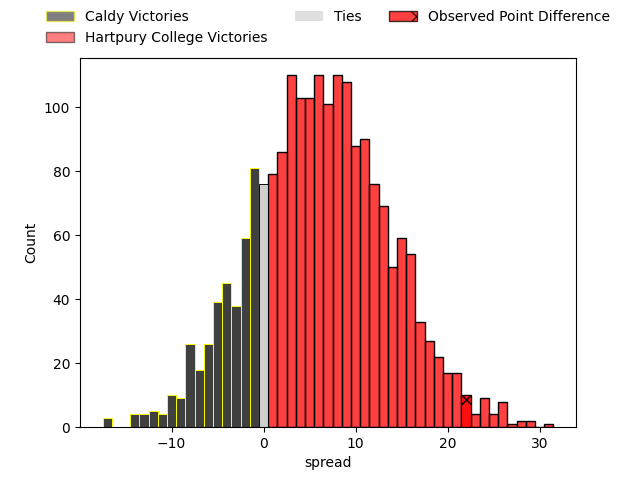 Caldy Victories
Hartpury College Victories
Ties
Observed Point Difference
100
80
60
40
20
0
Count
−10
0
10
20
30
spread